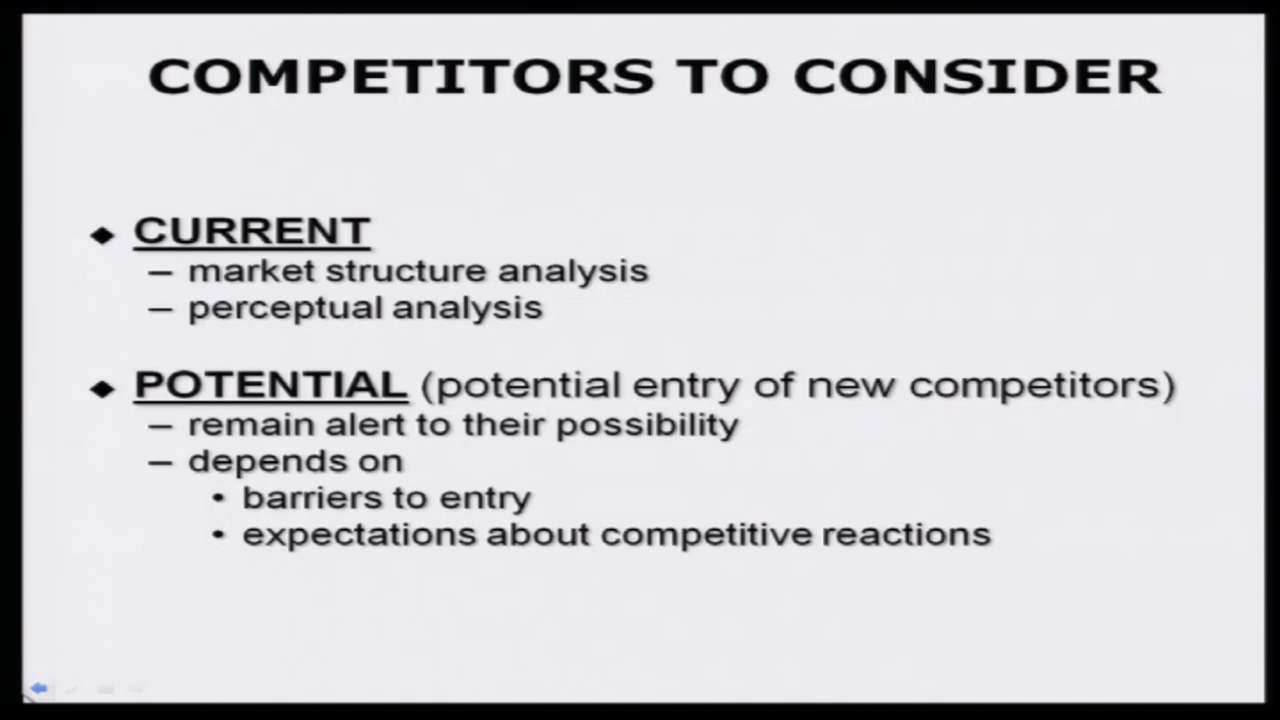 COMPETITORS TO CONSIDER
◆ CURRENT
– market structure analysis
– perceptual analysis
◆ POTENTIAL (potential entry of new competitors)
– remain alert to their possibility
– depends on
• barriers to entry
• expectations about competitive reactions